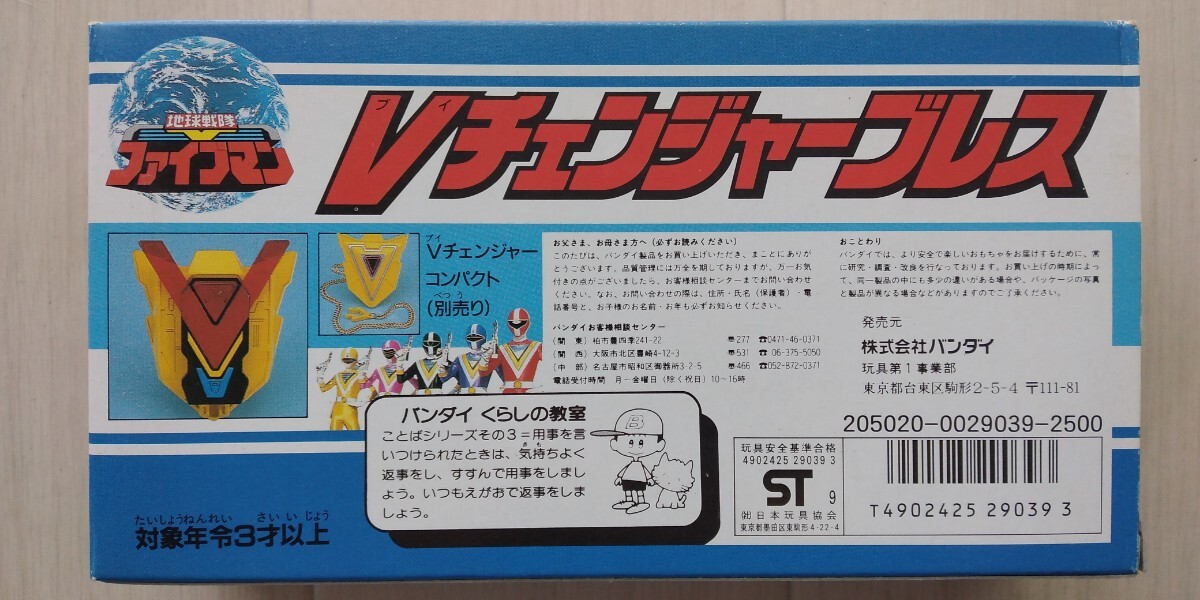 地球戦隊
ファイブマン
ブイ
Vチェンジャーブレス
ブイ
Vチェンジャー
コンパクト
べつう
(別売り)
お父さま、お母さま方へ(必ずお読みください)
このたびは、バンダイ製品をお買い上げいただき、まことにありが
とうございます。品質管理には万全を期しておりますが、万一お気
付きの点がございましたら、お客様相談センターまでお問い合わせ
ください。なお、お問い合わせの際は、住所・氏名(保護者)・電
話番号と、お子様のお名前・お年も必ずお知らせください。
バンダイお客様相談センター
(関 東)柏市豊四季241-22 〠277 ☎0471-46-0371
(関 西)大阪市北区豊崎4-12-3 〠531 ☎06-375-5050
(中 部)名古屋市昭和区御器所3-2-5 〠466 ☎052-872-0371
電話受付時間 月-金曜日(除く祝日)10~16時
おことわり
バンダイでは、より安全で楽しいおもちゃをお届けするために、常
に研究・調査・改良を行なっております。お買い上げの時期によっ
て、同一製品の中にも多少の違いがある場合や、パッケージの写真
と製品が異なる場合などがありますのでご了承ください。
発売元
株式会社バンダイ
玩具第1事業部
東京都台東区駒形2-5-4 〒111-81
205020-0029039-2500
バンダイ くらしの教室
ことばシリーズその3=用事を言
いつけられたときは、気持ちよく
きも
返事をし、すすんで用事をしまし
ょう。いつもえがおで返事をしま
しょう。
B
玩具安全基準合格
4902425 29039 3
ST 9
㈳日本玩具協会
東京都墨田区東駒形4-22-4
T4902425 29039 3
たいしょうねんれい さいいじょう
対象年令3才以上